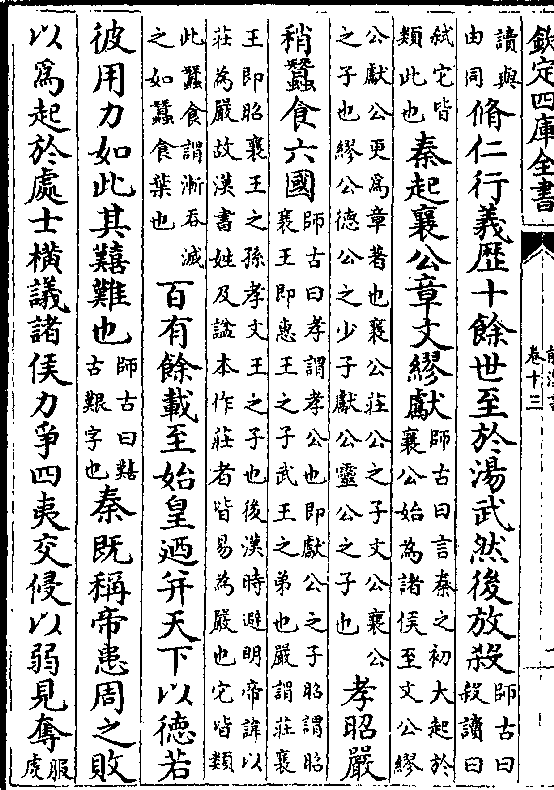 欽定四庫全書
卷十三
讀與由同脩仁行義歴十餘世至於湯武然後放殺師古曰殺讀曰
弑它皆類此也秦起襄公章文繆獻師古曰言秦之初大起於襄公始為諸侯至文公繆
公獻公更為章著也襄公莊公之子文公襄公之子也繆公德公之少子獻公靈公之子也孝昭嚴
稍蠶食六國師古曰孝謂孝公也即獻公之子昭謂昭襄王即惠王之子武王之弟也嚴謂莊襄
王即昭襄王之孫孝文王之子也後漢時避明帝諱以莊為嚴故漢書姓及諡本作莊者皆易為嚴也它皆類
此蠶食謂漸吞滅之如蠶食葉也百有餘載至始皇迺并天下以德若
彼用力如此其囏難也師古曰囏古艱字也秦既稱帝患周之敗
以爲起於處士橫議諸侯力爭四夷交侵以弱見奪服虔